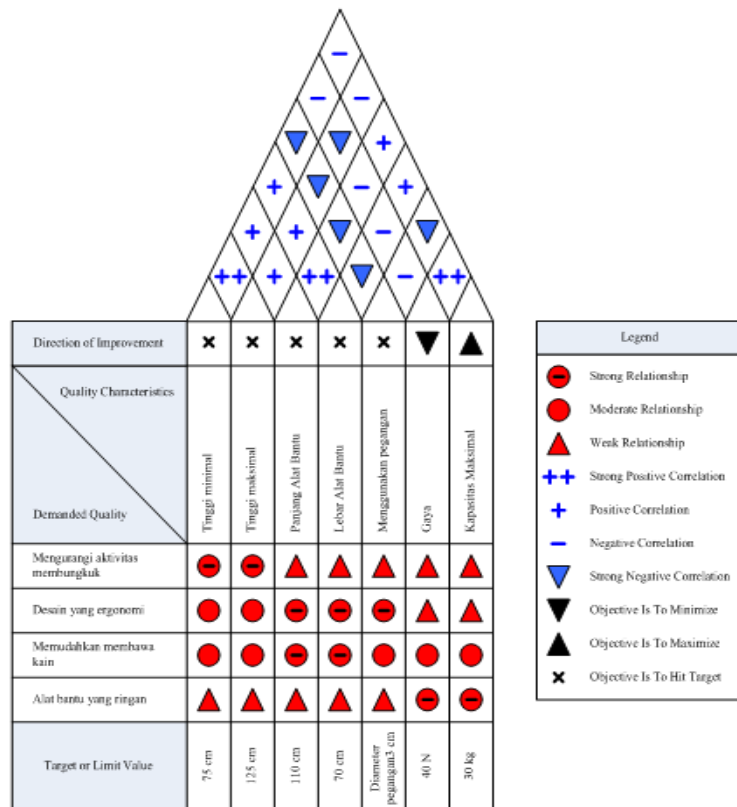 Direction of Improvement
Quality Characteristics
Demanded Quality
Tinggi minimal
Tinggi maksimal
Panjang Alat Bantu
Lebar Alat Bantu
Menggunakan pegangan
Gaya
Kapasitas Maksimal
Mengurangi aktivitas
membungkuk
Desain yang ergonomi
Memudahkan membawa
kain
Alat bantu yang ringan
Target or Limit Value
75 cm
125 cm
110 cm
70 cm
Diameter
pegangan3 cm
40 N
30 kg
Legend
Strong Relationship
Moderate Relationship
Weak Relationship
Strong Positive Correlation
Positive Correlation
Negative Correlation
Strong Negative Correlation
Objective Is To Minimize
Objective Is To Maximize
Objective Is To Hit Target